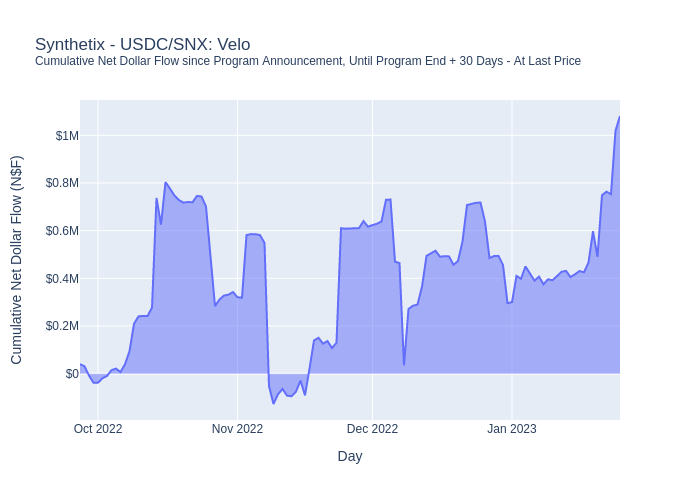 Synthetix - USDC/SNX: Velo
Cumulative Net Dollar Flow since Program Announcement, Until Program End + 30 Days - At Last Price
Cumulative Net Dollar Flow (N$F)
$1M
$0.8M
$0.6M
$0.4M
$0.2M
$0
Oct 2022
Nov 2022
Dec 2022
Jan 2023
Day